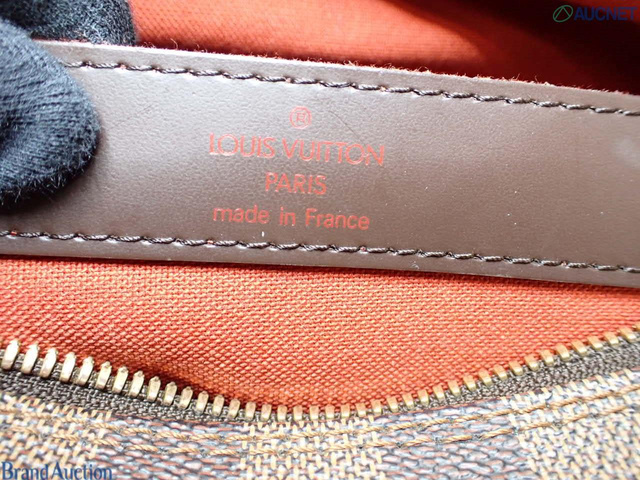 AUCNET
®
LOUIS VUITTON
PARIS
made in France
BRAND AUCTION